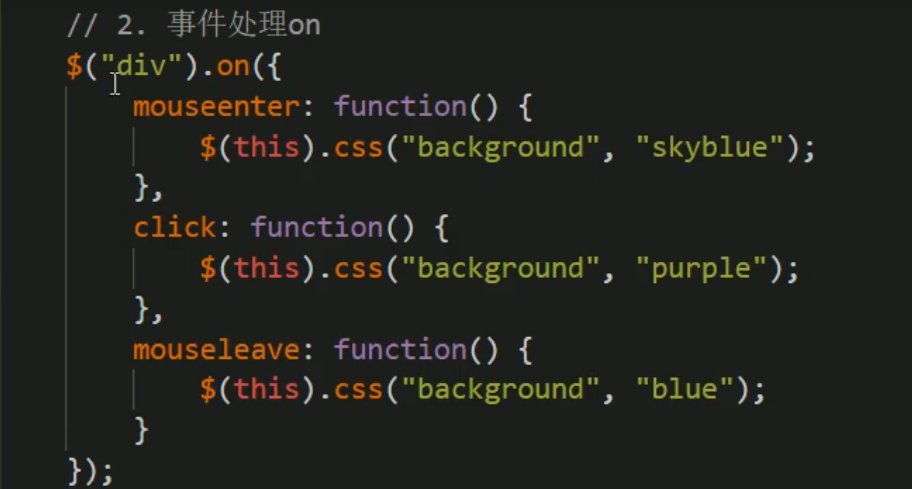 // 2. 事件处理on
$("div").on({
mouseenter: function() {
$(this).css("background", "skyblue");
},
click: function() {
$(this).css("background", "purple");
},
mouseleave: function() {
$(this).css("background", "blue");
}
});